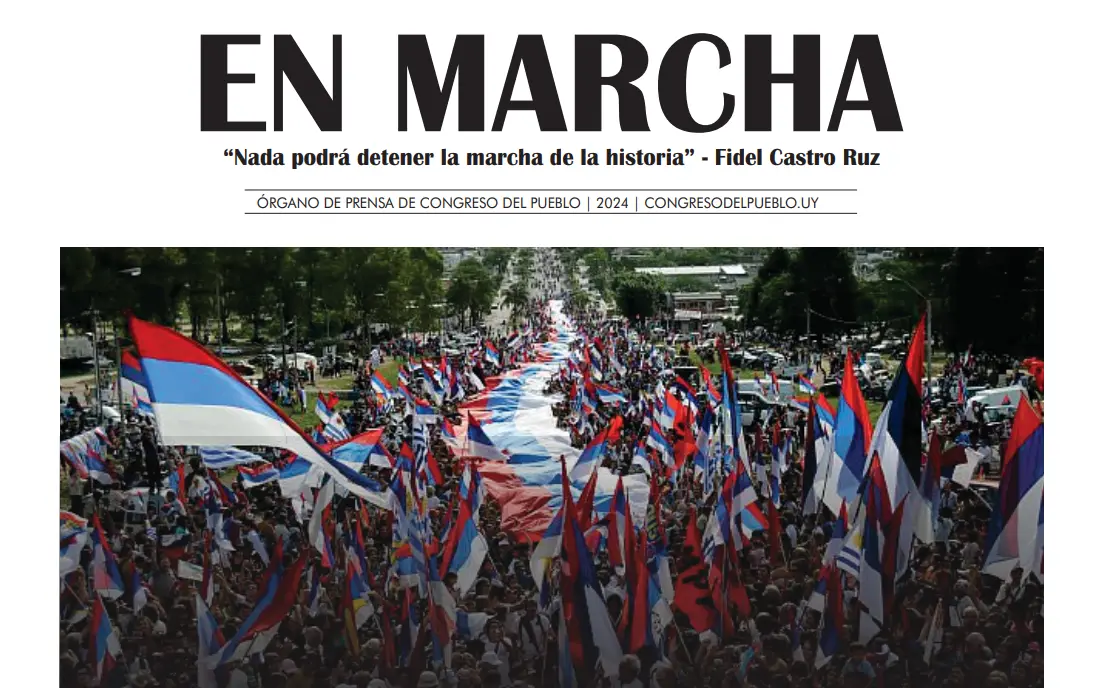 EN MARCHA
“Nada podrá detener la marcha de la historia” - Fidel Castro Ruz
ÓRGANO DE PRENSA DE CONGRESO DEL PUEBLO | 2024 | CONGRESODELPUEBLO.UY